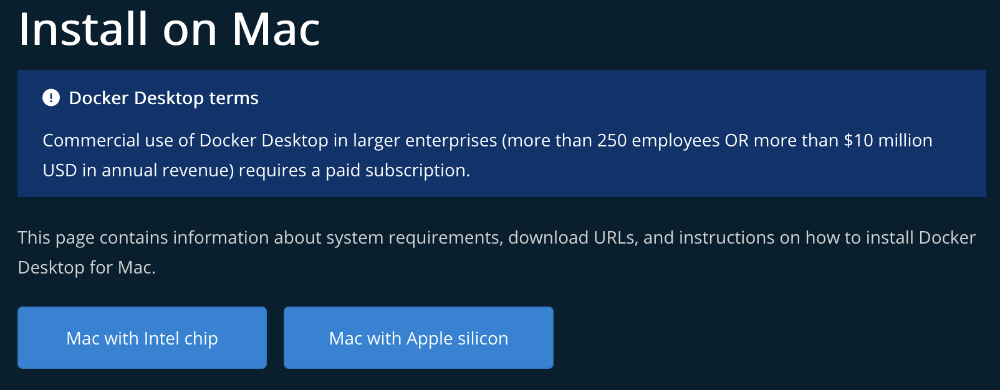 Install on Mac
Docker Desktop terms
Commercial use of Docker Desktop in larger enterprises (more than 250 employees OR more than $10 million
USD in annual revenue) requires a paid subscription.
This page contains information about system requirements, download URLs, and instructions on how to install Docker
Desktop for Mac.
Mac with Intel chip
Mac with Apple silicon